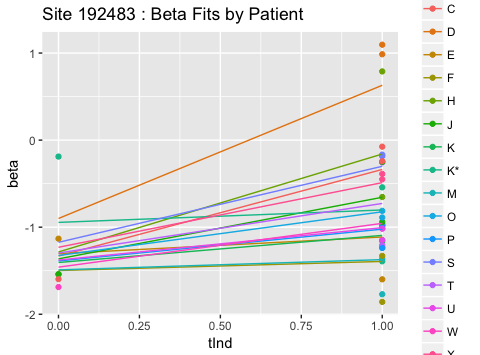 Site 192483 : Beta Fits by Patient
beta
1
0
-1
-2
0.00 0.25 0.50 0.75 1.00
tInd
C
D
E
F
H
J
K
K*
M
O
P
S
T
U
W